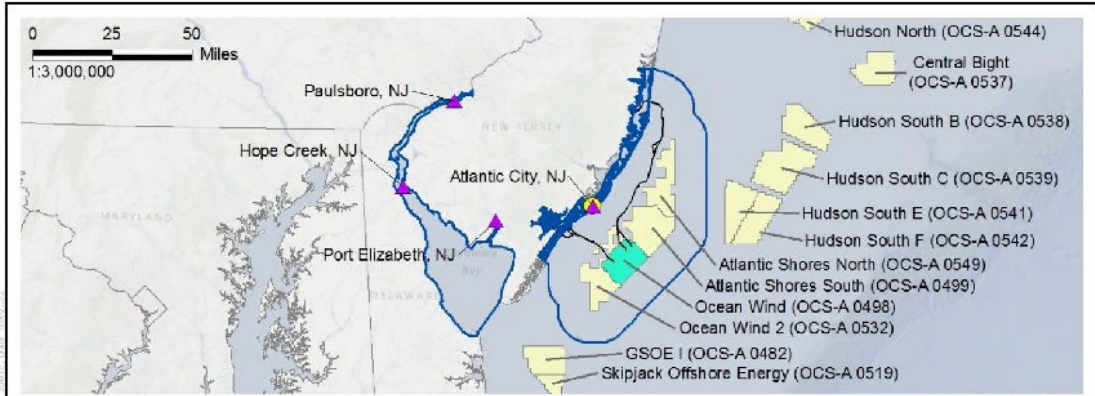 0 25 50
Miles
1:3,000,000
Paulsboro, NJ
Hope Creek, NJ
Port Elizabeth, NJ
Atlantic City, NJ
NEW JERSEY
MARYLAND
DELAWARE
Bay
Hudson North (OCS-A 0544)
Central Bight
(OCS-A 0537)
Hudson South B (OCS-A 0538)
Hudson South C (OCS-A 0539)
Hudson South E (OCS-A 0541)
Hudson South F (OCS-A 0542)
Atlantic Shores North (OCS-A 0549)
Atlantic Shores South (OCS-A 0499)
Ocean Wind (OCS-A 0498)
Ocean Wind 2 (OCS-A 0532)
GSOE I (OCS-A 0482)
Skipjack Offshore Energy (OCS-A 0519)